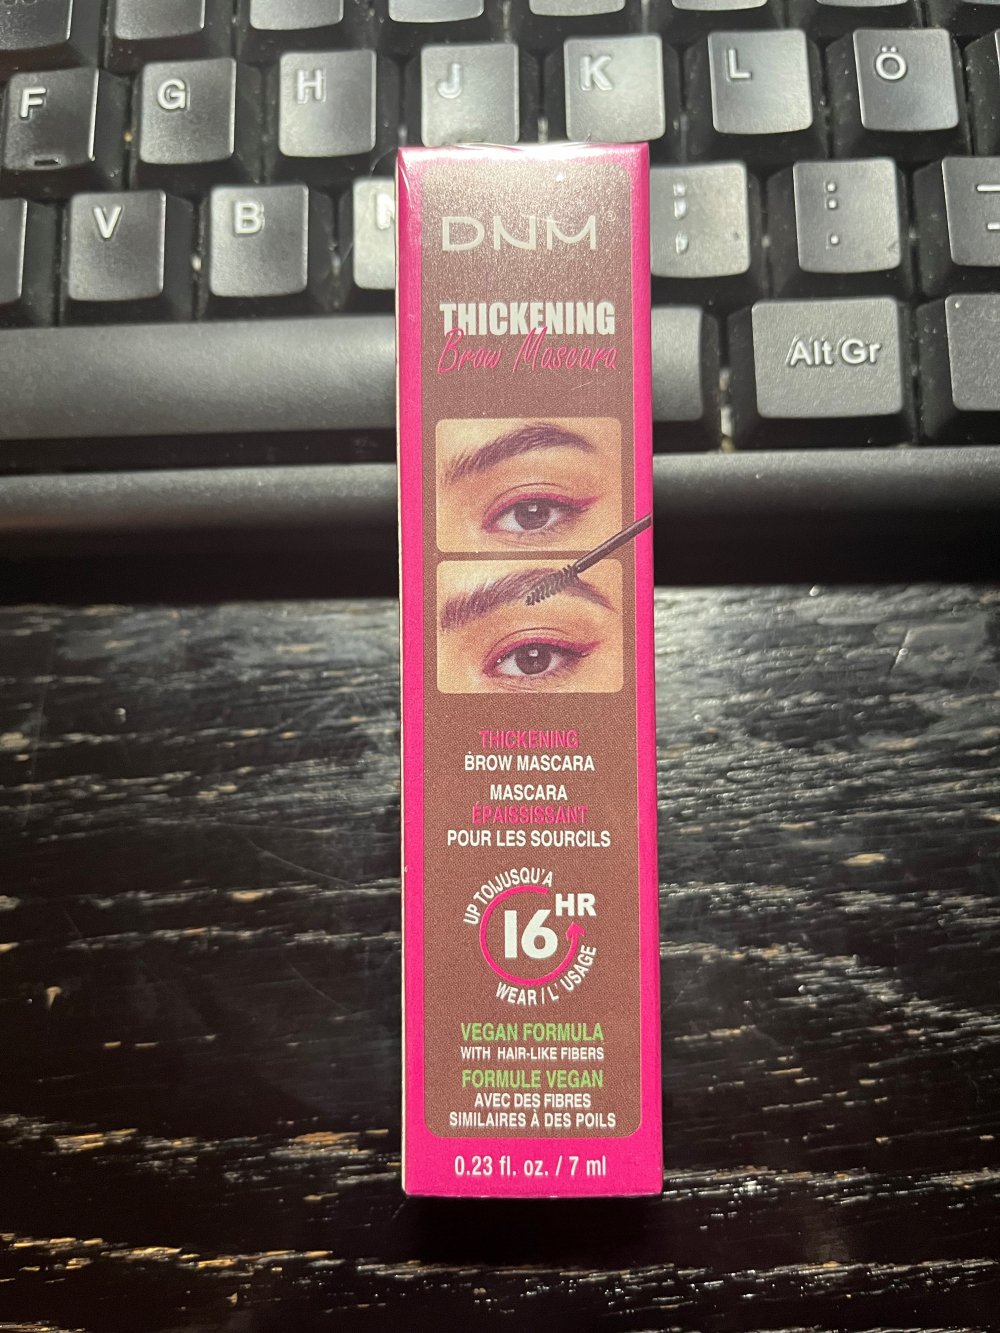 F G H J K L Ö
V B
Alt Gr
DNM®
THICKENING
Brow Mascara
THICKENING
BROW MASCARA
MASCARA
ÉPAISSISSANT
POUR LES SOURCILS
UP TO/JUSQU'A
16 HR
WEAR / L' USAGE
VEGAN FORMULA
WITH HAIR-LIKE FIBERS
FORMULE VEGAN
AVEC DES FIBRES
SIMILAIRES À DES POILS
0.23 fl. oz. / 7 ml